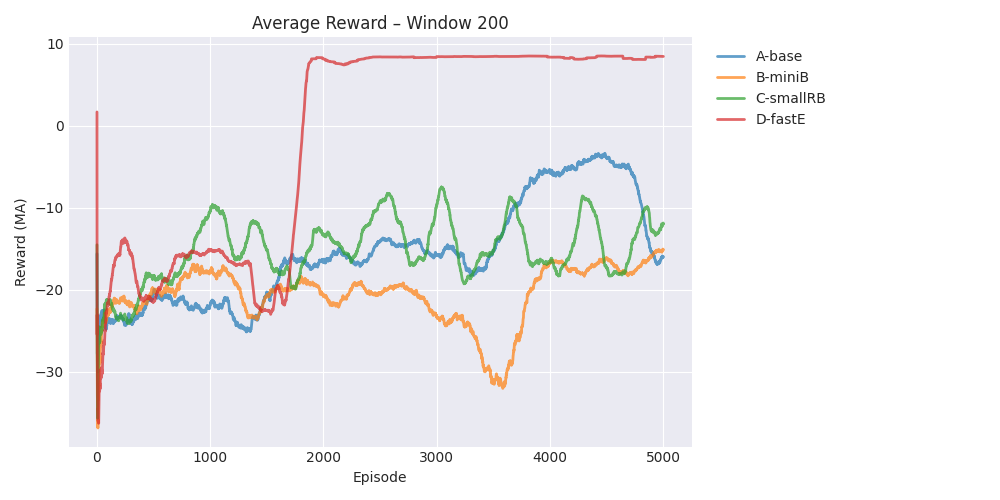 Average Reward – Window 200
Reward (MA)
10
0
−10
−20
−30
0
1000
2000
3000
4000
5000
Episode
A-base
B-miniB
C-smallRB
D-fastE